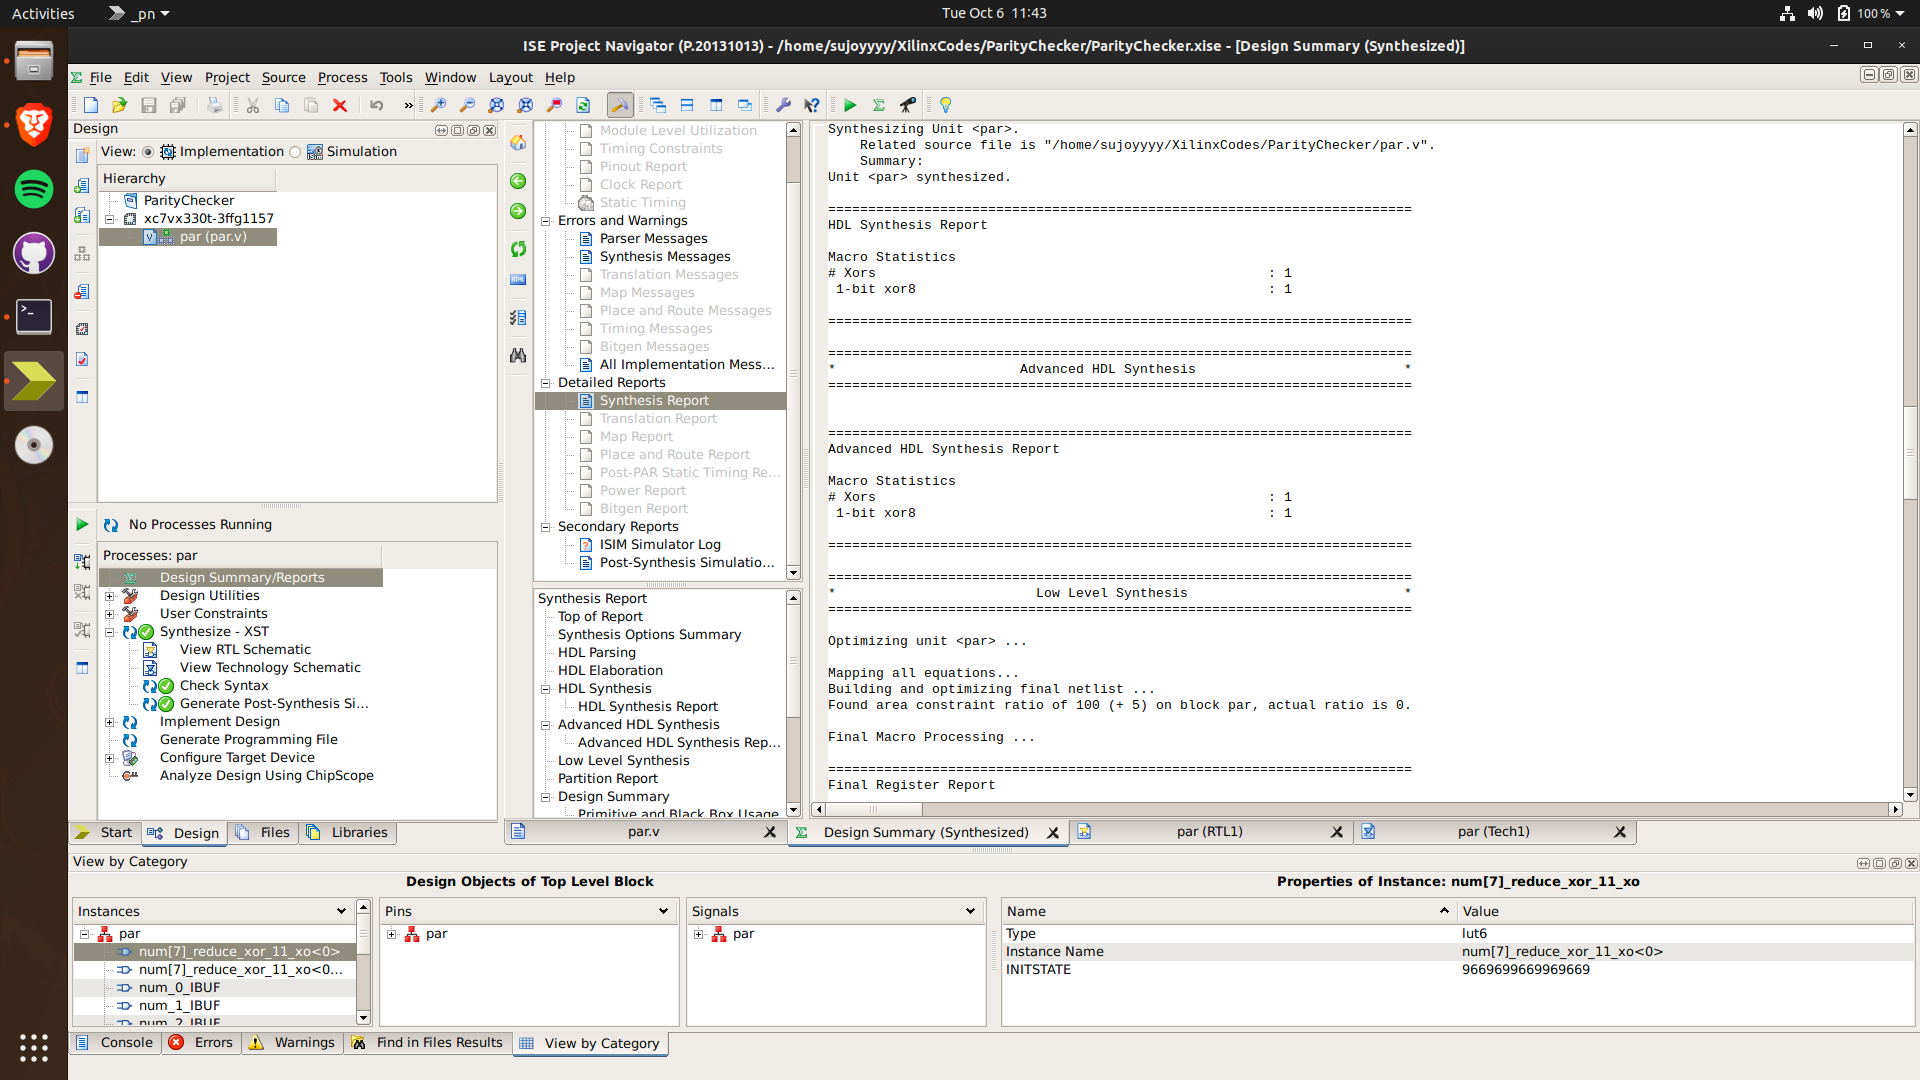 Activities
_pn
Tue Oct 6 11:43
100 %
ISE Project Navigator (P.20131013) - /home/sujoyyyy/XilinxCodes/ParityChecker/ParityChecker.xise - [Design Summary (Synthesized)]
File Edit View Project Source Process Tools Window Layout Help
Design
View: Implementation Simulation
Hierarchy
ParityChecker
xc7vx330t-3ffg1157
par (par.v)
No Processes Running
Processes: par
Design Summary/Reports
Design Utilities
User Constraints
Synthesize - XST
View RTL Schematic
View Technology Schematic
Check Syntax
Generate Post-Synthesis Si...
Implement Design
Generate Programming File
Configure Target Device
Analyze Design Using ChipScope
Start Design Files Libraries
Module Level Utilization
Timing Constraints
Pinout Report
Clock Report
Static Timing
Errors and Warnings
Parser Messages
Synthesis Messages
Translation Messages
Map Messages
Place and Route Messages
Timing Messages
Bitgen Messages
All Implementation Mess...
Detailed Reports
Synthesis Report
Translation Report
Map Report
Place and Route Report
Post-PAR Static Timing Re...
Power Report
Bitgen Report
Secondary Reports
ISIM Simulator Log
Post-Synthesis Simulatio...
Synthesis Report
Top of Report
Synthesis Options Summary
HDL Parsing
HDL Elaboration
HDL Synthesis
HDL Synthesis Report
Advanced HDL Synthesis
Advanced HDL Synthesis Rep...
Low Level Synthesis
Partition Report
Design Summary
Primitive and Black Box Usage
Synthesizing Unit <par>.
Related source file is "/home/sujoyyyy/XilinxCodes/ParityChecker/par.v".
Summary:
Unit <par> synthesized.
=========================================================================
HDL Synthesis Report
Macro Statistics
# Xors : 1
1-bit xor8 : 1
=========================================================================
=========================================================================
* Advanced HDL Synthesis *
=========================================================================
=========================================================================
Advanced HDL Synthesis Report
Macro Statistics
# Xors : 1
1-bit xor8 : 1
=========================================================================
=========================================================================
* Low Level Synthesis *
=========================================================================
Optimizing unit <par> ...
Mapping all equations...
Building and optimizing final netlist ...
Found area constraint ratio of 100 (+ 5) on block par, actual ratio is 0.
Final Macro Processing ...
=========================================================================
Final Register Report
par.v Design Summary (Synthesized) par (RTL1) par (Tech1)
View by Category
Design Objects of Top Level Block
Properties of Instance: num[7]_reduce_xor_11_xo
Instances
par
num[7]_reduce_xor_11_xo<0>
num[7]_reduce_xor_11_xo<0...
num_0_IBUF
num_1_IBUF
num_2_IBUF
Pins
par
Signals
par
Name Value
Type lut6
Instance Name num[7]_reduce_xor_11_xo<0>
INITSTATE 9669699669969669
Console Errors Warnings Find in Files Results View by Category